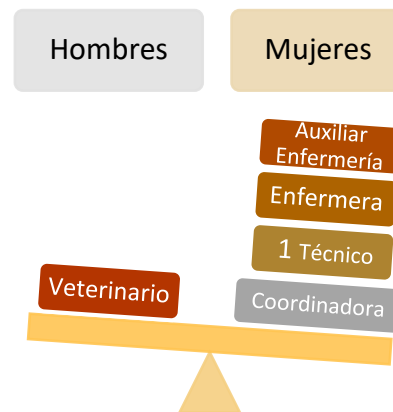 Hombres
Mujeres
Auxiliar
Enfermería
Enfermera
1 Técnico
Veterinario
Coordinadora